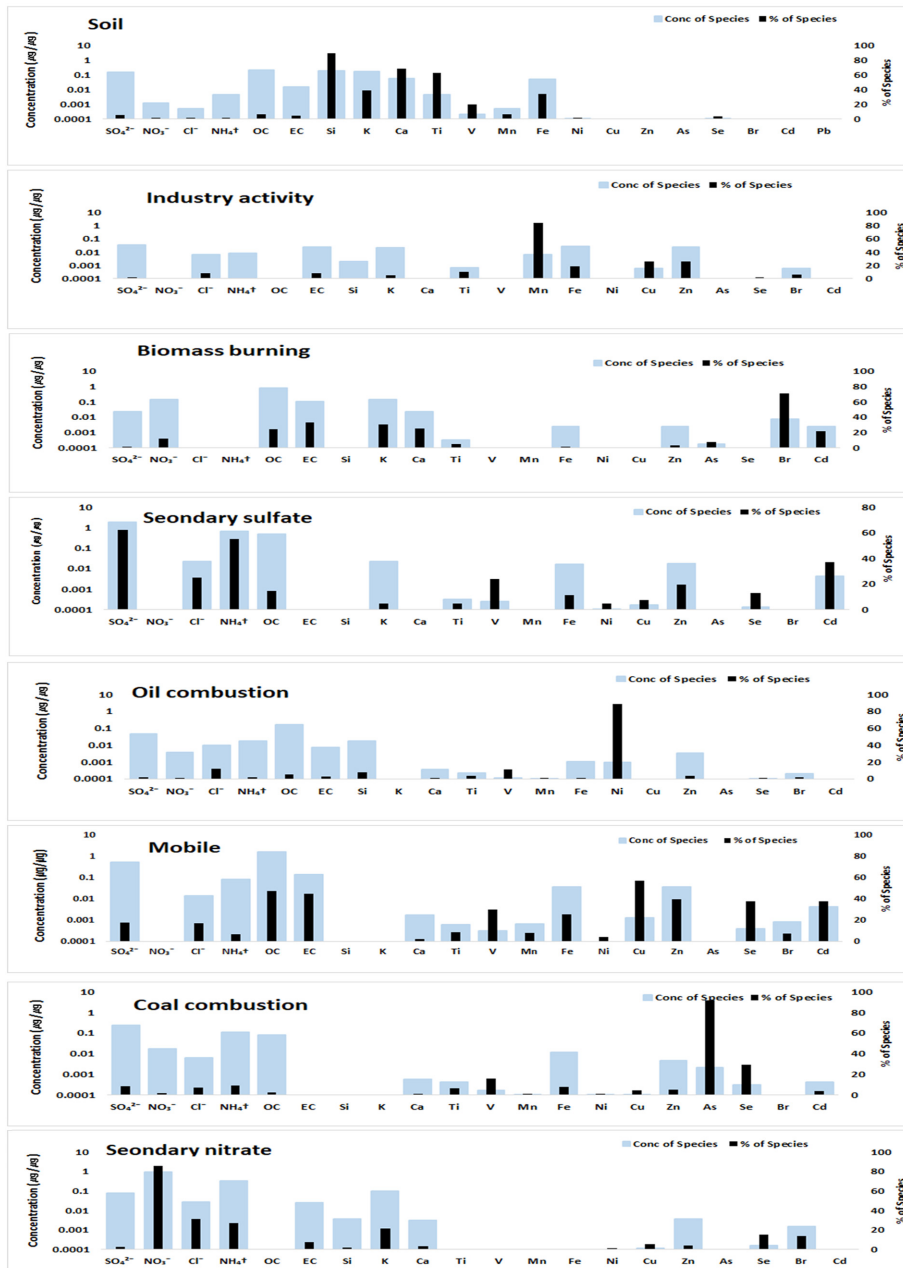 Soil
Conc of Species % of Species
Concentration (μg/μg)
10
1
0.1
0.01
0.001
0.0001
100
80
60
40
20
0
% of Species
SO₄²⁻ NO₃⁻ Cl⁻ NH₄† OC EC Si K Ca Ti V Mn Fe Ni Cu Zn As Se Br Cd Pb
Industry activity
Conc of Species % of Species
Concentration (μg/μg)
10
1
0.1
0.01
0.001
0.0001
100
80
60
40
20
0
% of Species
SO₄²⁻ NO₃⁻ Cl⁻ NH₄† OC EC Si K Ca Ti V Mn Fe Ni Cu Zn As Se Br Cd
Biomass burning
Conc of Species % of Species
Concentration (μg/μg)
10
1
0.1
0.01
0.001
0.0001
100
80
60
40
20
0
% of Species
SO₄²⁻ NO₃⁻ Cl⁻ NH₄† OC EC Si K Ca Ti V Mn Fe Ni Cu Zn As Se Br Cd
Seondary sulfate
Conc of Species % of Species
Concentration (μg/μg)
10
1
0.1
0.01
0.001
0.0001
80
60
40
20
0
% of Species
SO₄²⁻ NO₃⁻ Cl⁻ NH₄† OC EC Si K Ca Ti V Mn Fe Ni Cu Zn As Se Br Cd
Oil combustion
Conc of Species % of Species
Concentration (μg/μg)
10
1
0.1
0.01
0.001
0.0001
100
80
60
40
20
0
% of Species
SO₄²⁻ NO₃⁻ Cl⁻ NH₄† OC EC Si K Ca Ti V Mn Fe Ni Cu Zn As Se Br Cd
Mobile
Conc of Species % of Species
Concentration (μg/μg)
10
1
0.1
0.01
0.001
0.0001
100
80
60
40
20
0
% of Species
SO₄²⁻ NO₃⁻ Cl⁻ NH₄† OC EC Si K Ca Ti V Mn Fe Ni Cu Zn As Se Br Cd
Coal combustion
Conc of Species % of Species
Concentration (μg/μg)
10
1
0.1
0.01
0.001
0.0001
100
80
60
40
20
0
% of Species
SO₄²⁻ NO₃⁻ Cl⁻ NH₄† OC EC Si K Ca Ti V Mn Fe Ni Cu Zn As Se Br Cd
Seondary nitrate
Conc of Species % of Species
Concentration (μg/μg)
10
1
0.1
0.01
0.001
0.0001
100
80
60
40
20
0
% of Species
SO₄²⁻ NO₃⁻ Cl⁻ NH₄† OC EC Si K Ca Ti V Mn Fe Ni Cu Zn As Se Br Cd